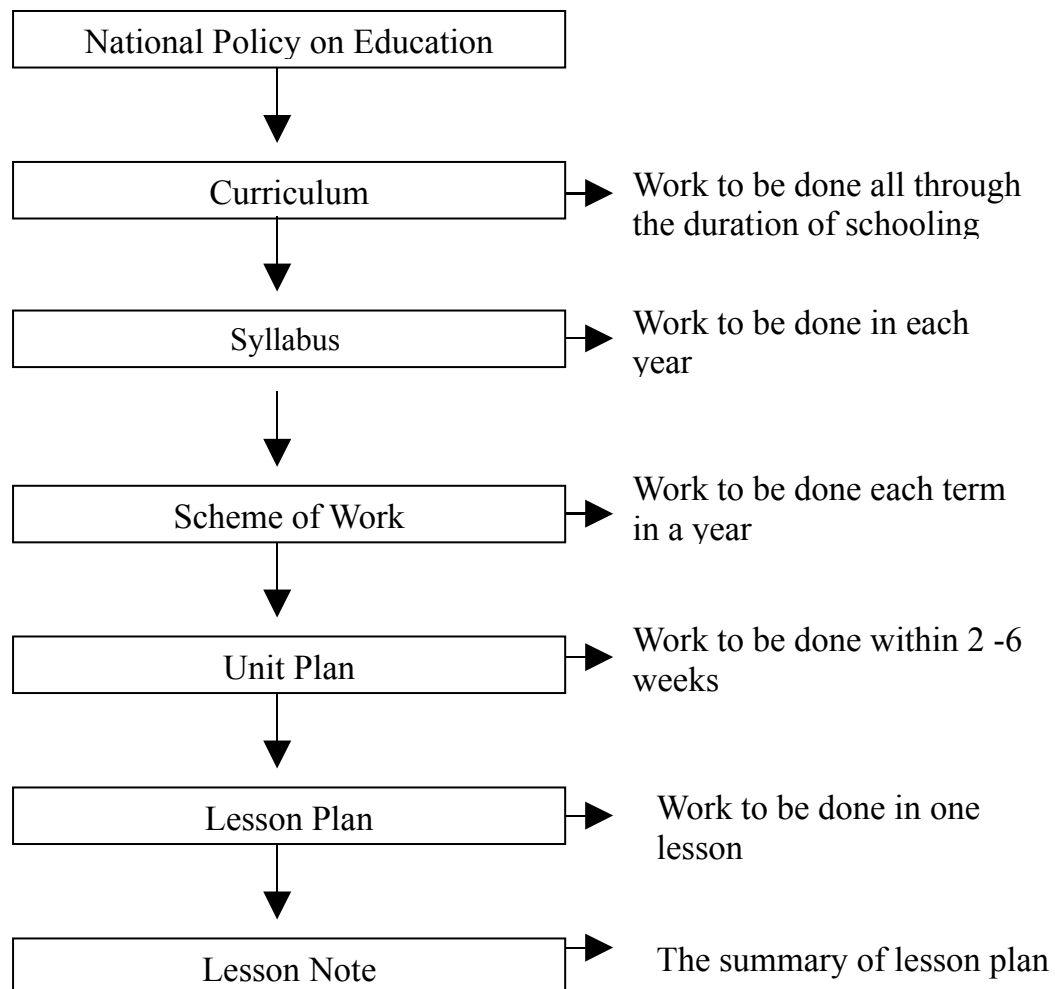 National Policy on Education
Curriculum
Work to be done all through
the duration of schooling
Syllabus
Work to be done in each
year
Scheme of Work
Work to be done each term
in a year
Unit Plan
Work to be done within 2 -6
weeks
Lesson Plan
Work to be done in one
lesson
Lesson Note
The summary of lesson plan